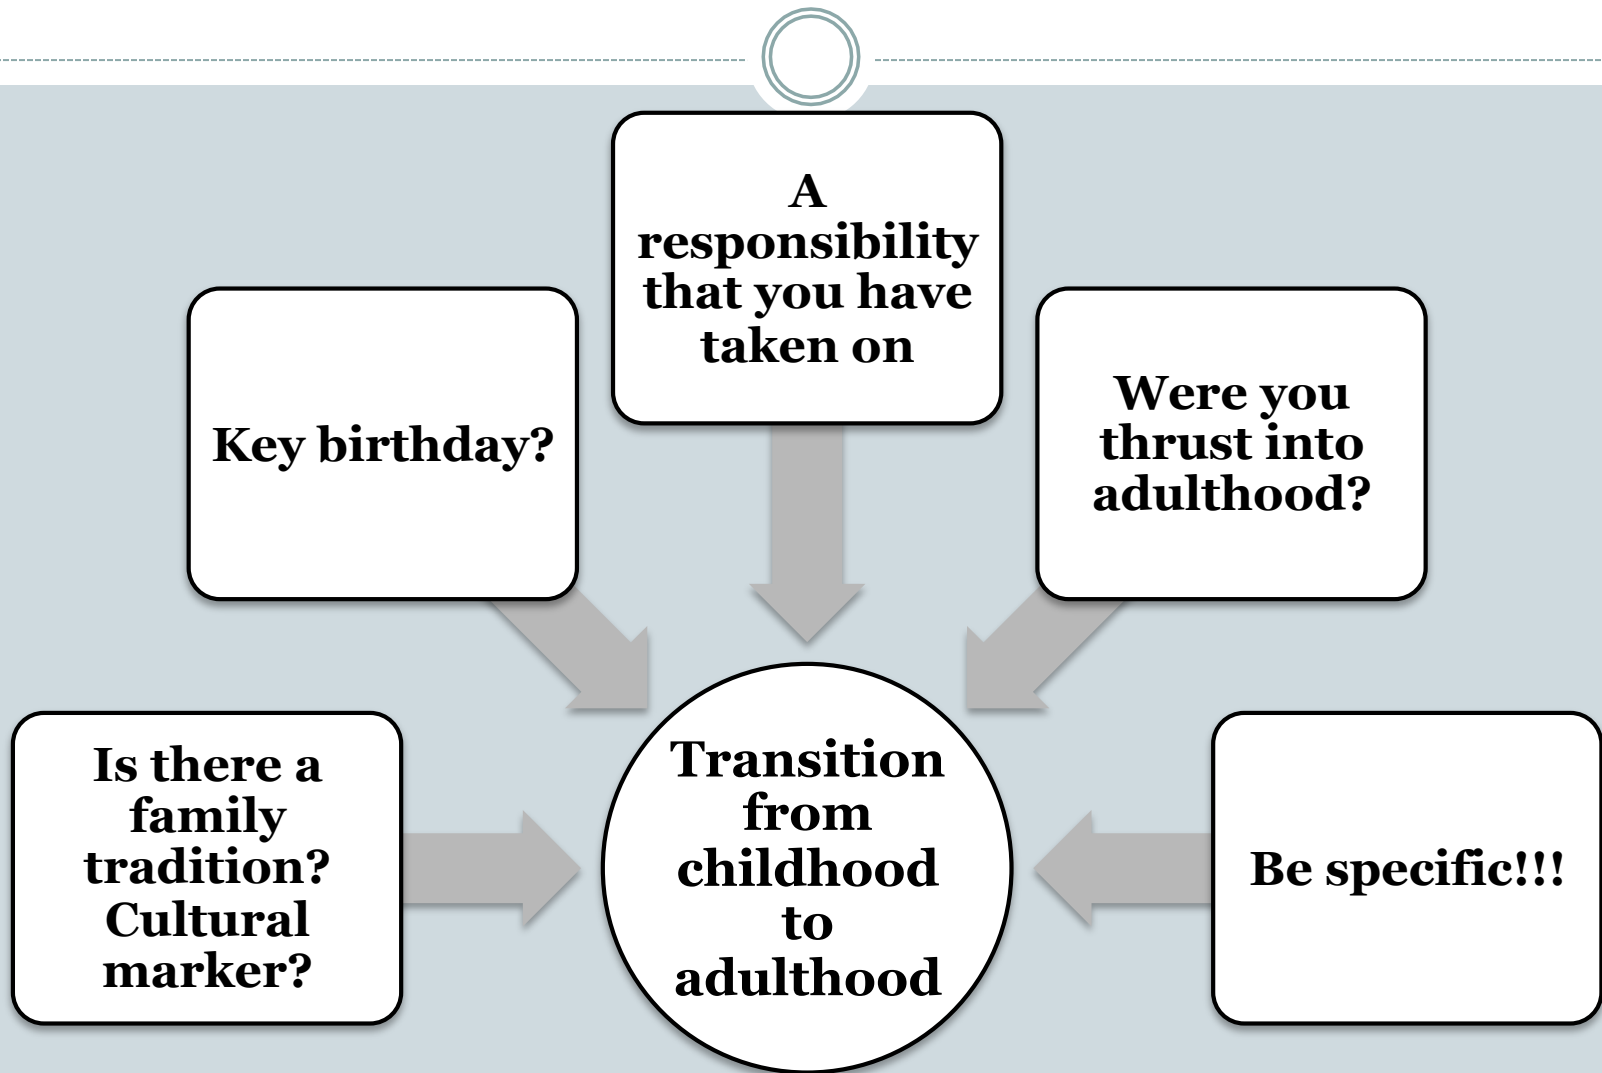 A
responsibility
that you have
taken on
Key birthday?
Were you
thrust into
adulthood?
Is there a
family
tradition?
Cultural
marker?
Transition
from
childhood
to
adulthood
Be specific!!!